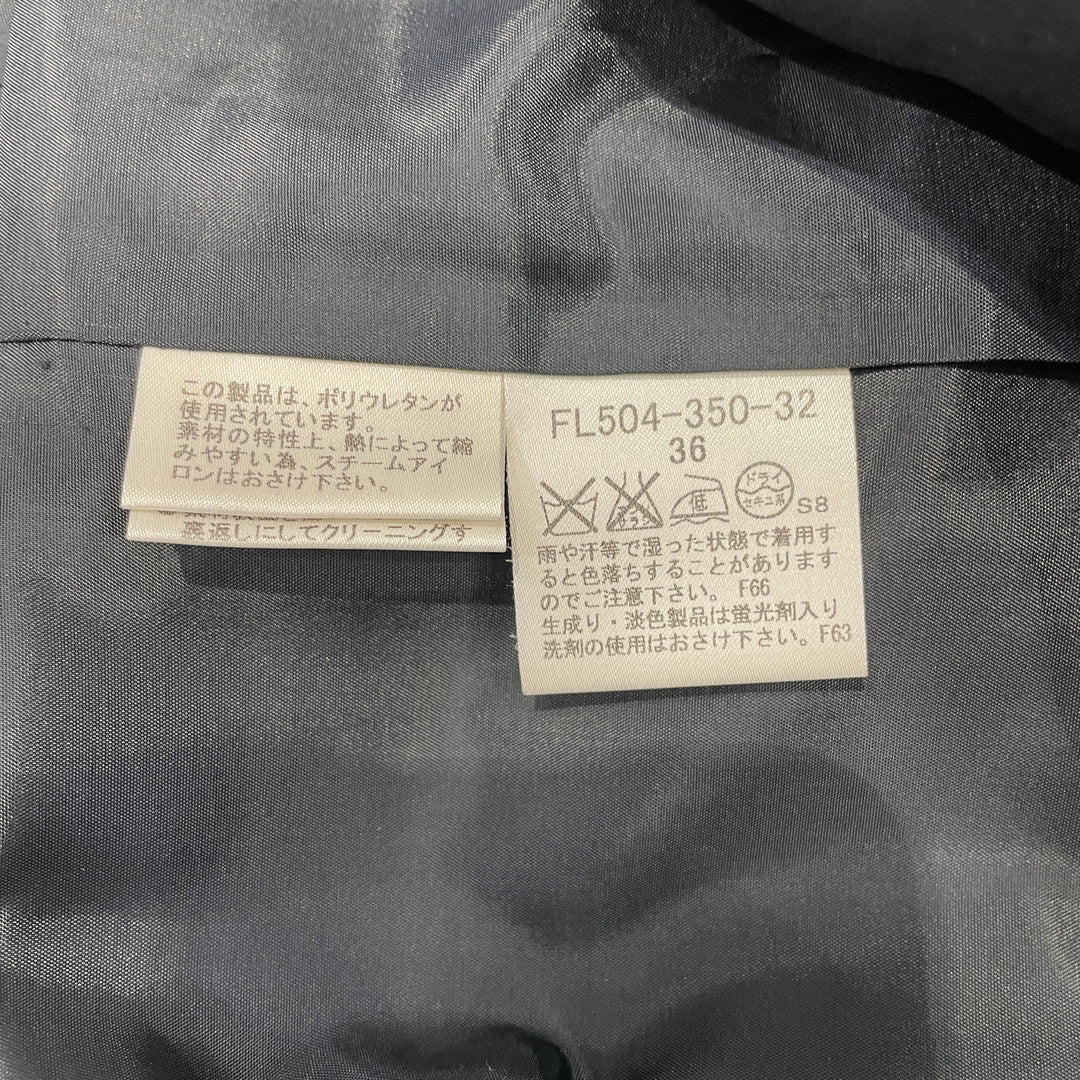 この製品は、ポリウレタンが
使用されています。
素材の特性上、熱によって縮
みやすい為、スチームアイ
ロンはおさけ下さい。
裏返しにしてクリーニングす
FL504-350-32
36
エンソサラシ
低
ドライ
セキユ系
S8
雨や汗等で湿った状態で着用す
ると色落ちすることがあります
のでご注意下さい。 F66
生成り・淡色製品は蛍光剤入り
洗剤の使用はおさけ下さい。F63